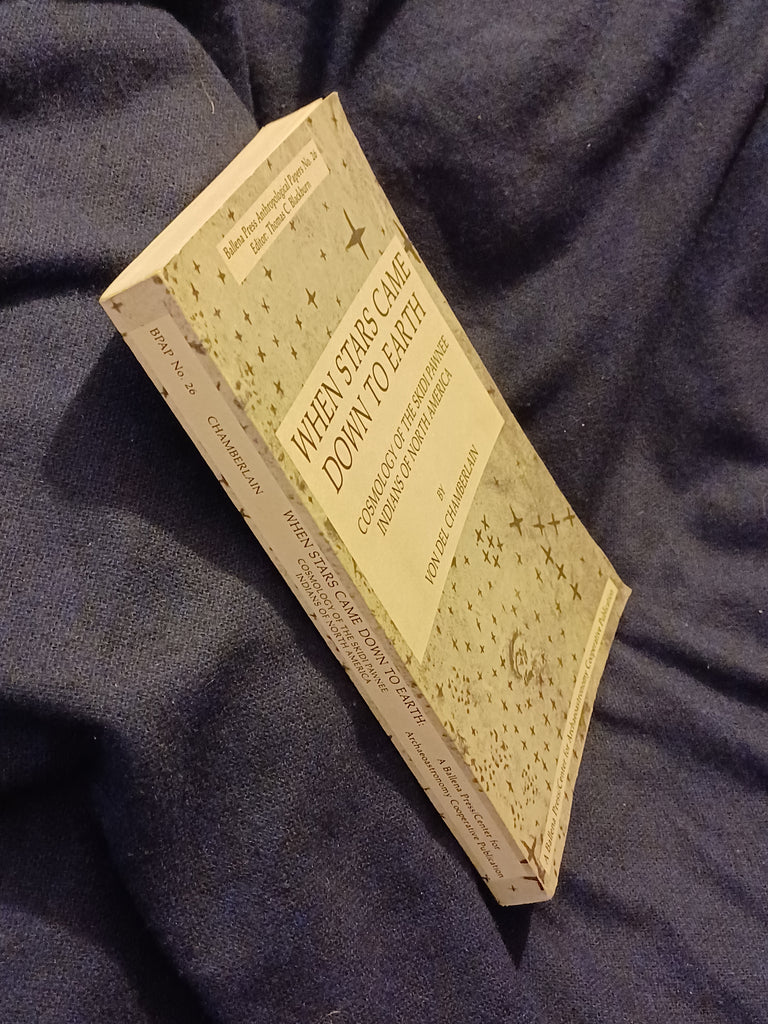 Ballena Press Anthropological Papers No. 26
Editor: Thomas C. Blackburn
WHEN STARS CAME
DOWN TO EARTH
COSMOLOGY OF THE SKIDI PAWNEE
INDIANS OF NORTH AMERICA
BY
VON DEL CHAMBERLAIN
A Ballena Press/Center for Archaeoastronomy Cooperative Publication
BPAP No. 26
CHAMBERLAIN
WHEN STARS CAME DOWN TO EARTH:
COSMOLOGY OF THE SKIDI PAWNEE
INDIANS OF NORTH AMERICA
A Ballena Press/Center for
Archaeoastronomy Cooperative Publication